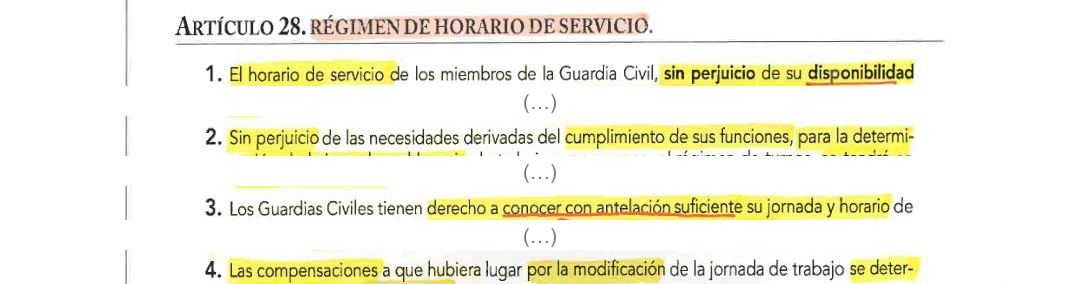 ARTÍCULO 28. RÉGIMEN DE HORARIO DE SERVICIO.
1. El horario de servicio de los miembros de la Guardia Civil, sin perjuicio de su disponibilidad
(...)
2. Sin perjuicio de las necesidades derivadas del cumplimiento de sus funciones, para la determi-
(...)
3. Los Guardias Civiles tienen derecho a conocer con antelación suficiente su jornada y horario de
(...)
4. Las compensaciones a que hubiera lugar por la modificación de la jornada de trabajo se deter-